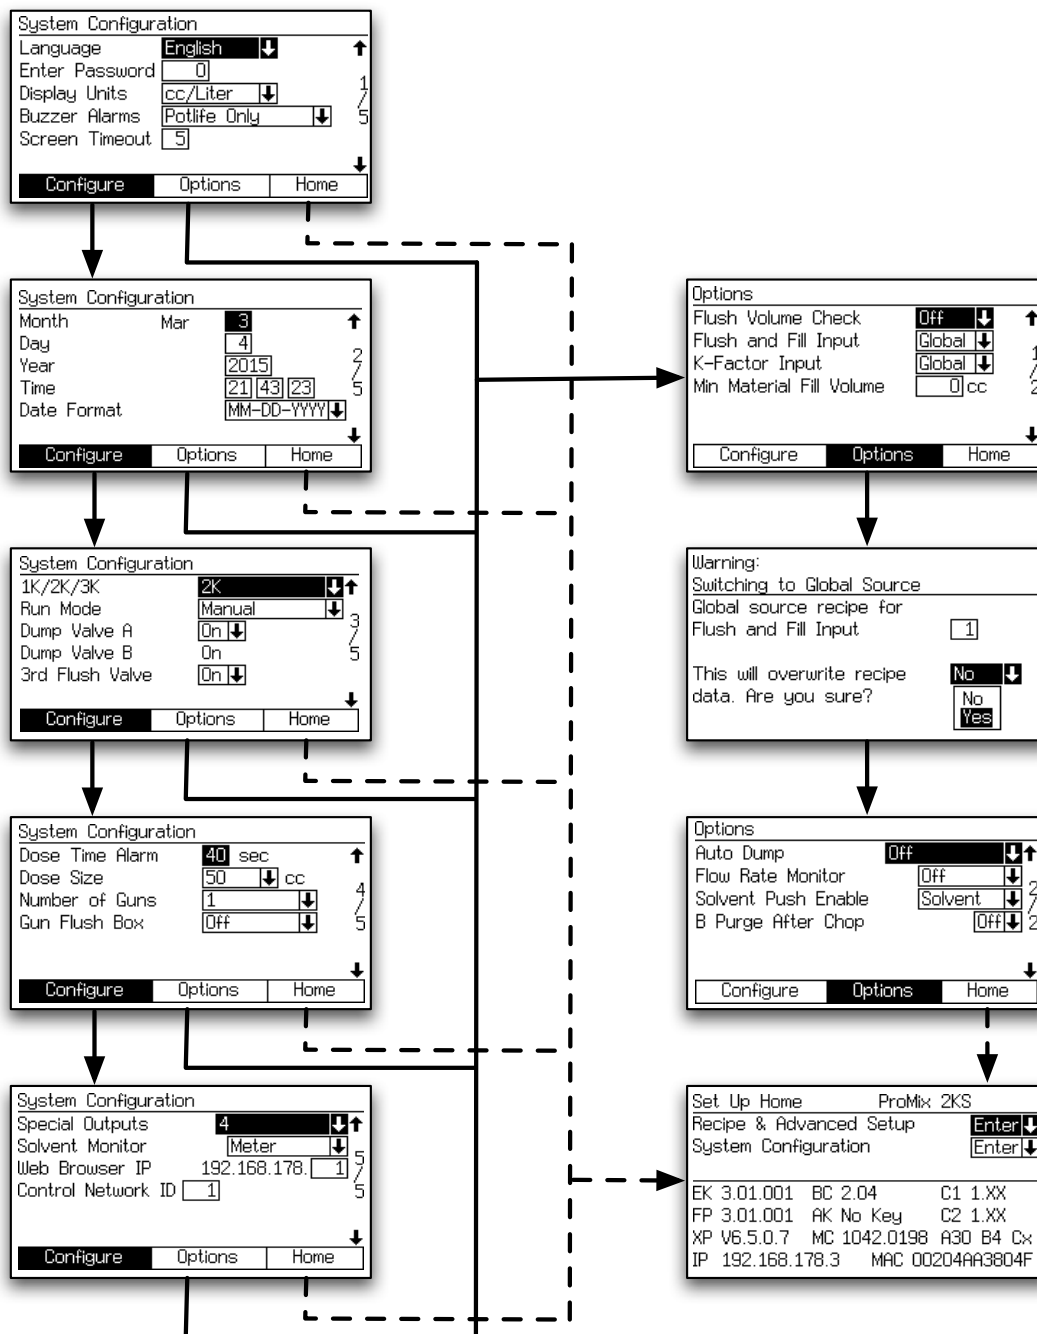 System Configuration
Language English
Enter Password 0
Display Units cc/Liter
Buzzer Alarms Potlife Only
Screen Timeout 5
1/5
Configure Options Home
System Configuration
Month Mar 3
Day 4
Year 2015
Time 21 43 23
Date Format MM-DD-YYYY
2/5
Configure Options Home
System Configuration
1K/2K/3K 2K
Run Mode Manual
Dump Valve A On
Dump Valve B On
3rd Flush Valve On
3/5
Configure Options Home
System Configuration
Dose Time Alarm 40 sec
Dose Size 50 cc
Number of Guns 1
Gun Flush Box Off
4/5
Configure Options Home
System Configuration
Special Outputs 4
Solvent Monitor Meter
Web Browser IP 192.168.178. 1
Control Network ID 1
5/5
Configure Options Home
Options
Flush Volume Check Off
Flush and Fill Input Global
K-Factor Input Global
Min Material Fill Volume 0 cc
1/2
Configure Options Home
Warning:
Switching to Global Source
Global source recipe for
Flush and Fill Input 1
This will overwrite recipe No
data. Are you sure? No
Yes
Options
Auto Dump Off
Flow Rate Monitor Off
Solvent Push Enable Solvent
B Purge After Chop Off
2/2
Configure Options Home
Set Up Home ProMix 2KS
Recipe & Advanced Setup Enter
System Configuration Enter
EK 3.01.001 BC 2.04 C1 1.XX
FP 3.01.001 AK No Key C2 1.XX
XP V6.5.0.7 MC 1042.0198 A30 B4 Cx
IP 192.168.178.3 MAC 00204AA3804F